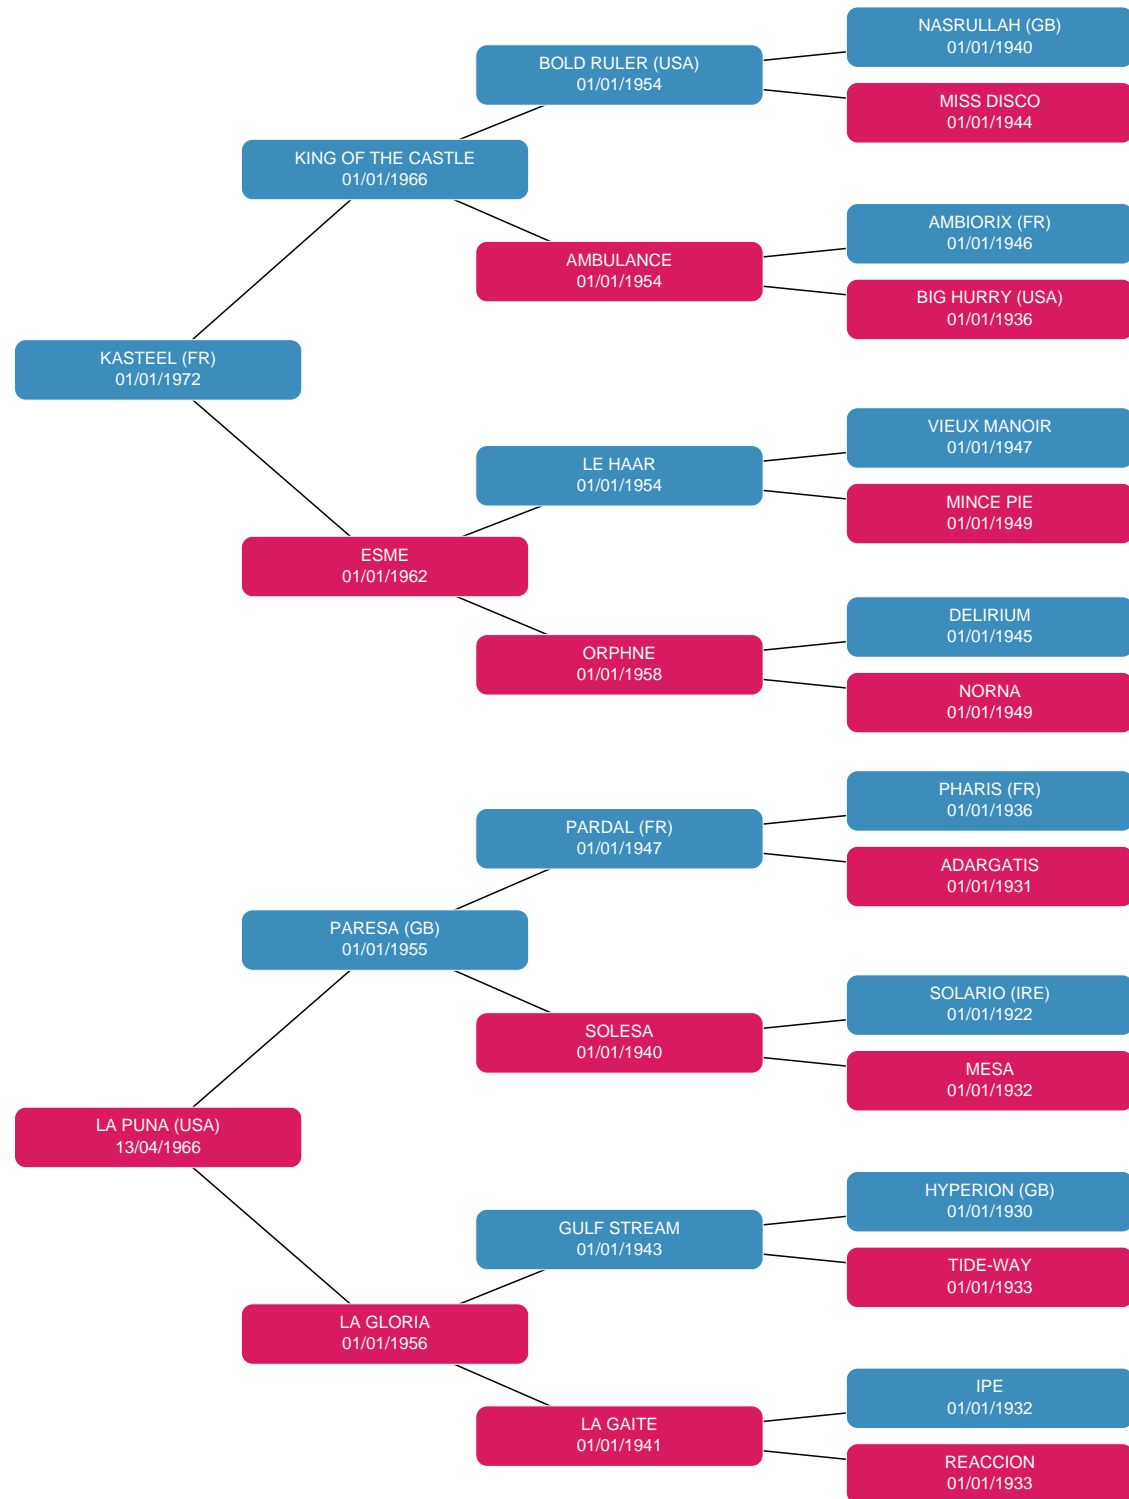 NASRULLAH (GB)
01/01/1940
BOLD RULER (USA)
01/01/1954
MISS DISCO
01/01/1944
KING OF THE CASTLE
01/01/1966
AMBIORIX (FR)
01/01/1946
AMBULANCE
01/01/1954
BIG HURRY (USA)
01/01/1936
KASTEEL (FR)
01/01/1972
VIEUX MANOIR
01/01/1947
LE HAAR
01/01/1954
MINCE PIE
01/01/1949
ESME
01/01/1962
DELIRIUM
01/01/1945
ORPHNE
01/01/1958
NORNA
01/01/1949
PHARIS (FR)
01/01/1936
PARDAL (FR)
01/01/1947
ADARGATIS
01/01/1931
PARESA (GB)
01/01/1955
SOLARIO (IRE)
01/01/1922
SOLESA
01/01/1940
MESA
01/01/1932
LA PUNA (USA)
13/04/1966
HYPERION (GB)
01/01/1930
GULF STREAM
01/01/1943
TIDE-WAY
01/01/1933
LA GLORIA
01/01/1956
IPE
01/01/1932
LA GAITE
01/01/1941
REACCION
01/01/1933